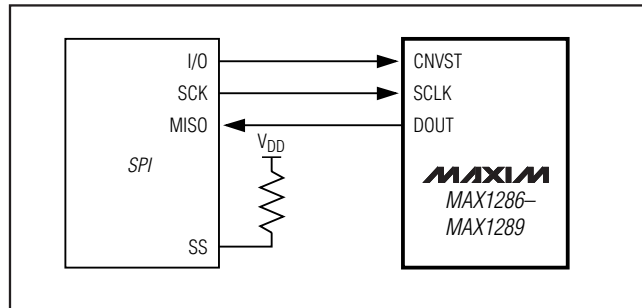 I/O
SCK
MISO
SPI
SS
VDD
CNVST
SCLK
DOUT
MAXIM
MAX1286–
MAX1289